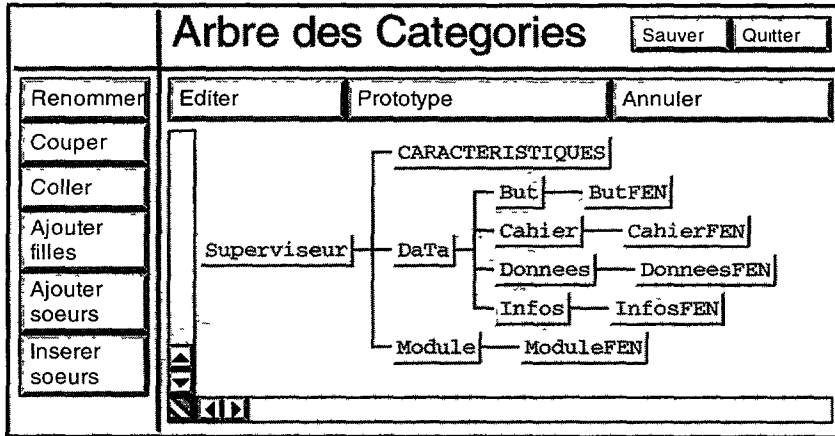 Arbre des Categories
Sauver
Quitter
Renommer
Couper
Coller
Ajouter
filles
Ajouter
soeurs
Inserer
soeurs
Editer
Prototype
Annuler
CARACTERISTIQUES
But ButFEN
Cahier CahierFEN
Superviseur DaTa
Donnees DonneesFEN
Infos InfosFEN
Module ModuleFEN